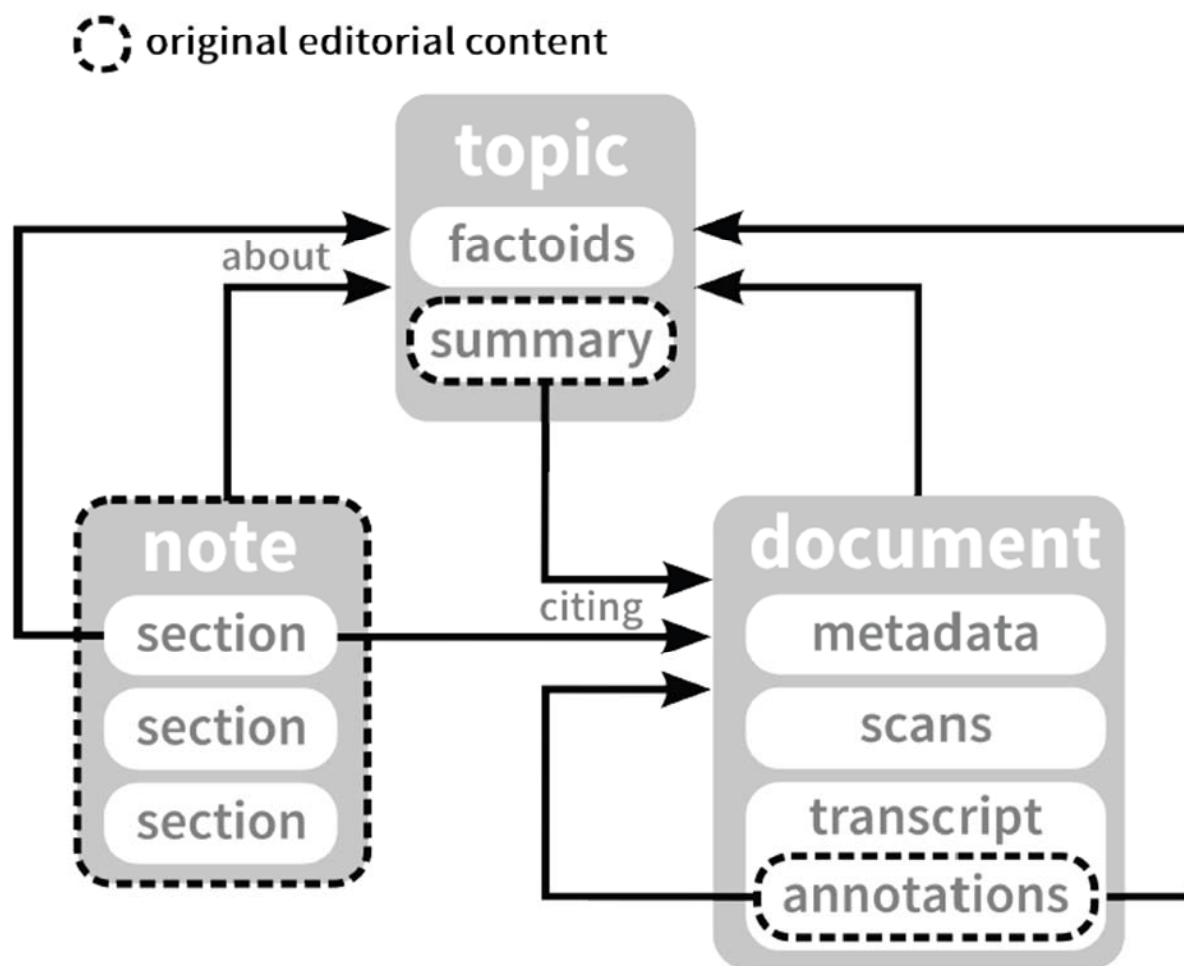 original editorial content
topic
factoids
about
summary
note
document
citing
section
metadata
section
scans
section
transcript
annotations